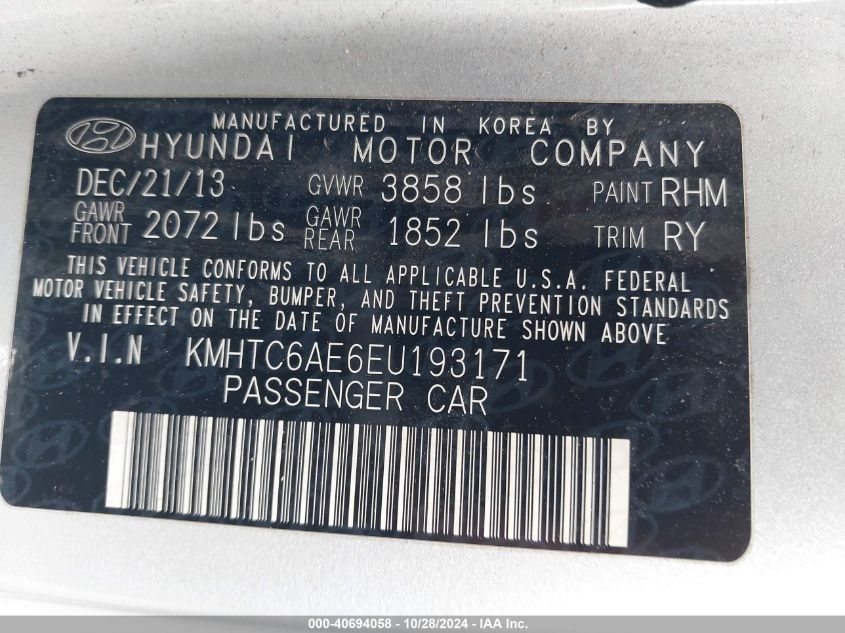 MANUFACTURED IN KOREA BY
HYUNDAI MOTOR COMPANY
DEC/21/13 GVWR 3858 lbs PAINT RHM
GAWR FRONT 2072 lbs GAWR REAR 1852 lbs TRIM RY
THIS VEHICLE CONFORMS TO ALL APPLICABLE U.S.A. FEDERAL
MOTOR VEHICLE SAFETY, BUMPER, AND THEFT PREVENTION STANDARDS
IN EFFECT ON THE DATE OF MANUFACTURE SHOWN ABOVE
V.I.N KMHTC6AE6EU193171
PASSENGER CAR
000-40694058 - 10/28/2024 - IAA Inc.